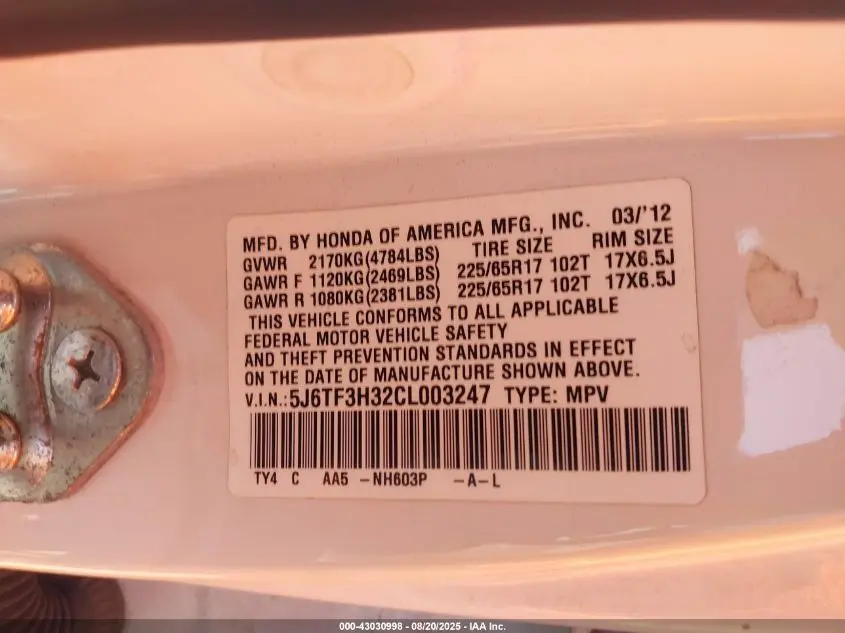 MFD. BY HONDA OF AMERICA MFG., INC. 03/'12
GVWR 2170KG(4784LBS) TIRE SIZE RIM SIZE
GAWR F 1120KG(2469LBS) 225/65R17 102T 17X6.5J
GAWR R 1080KG(2381LBS) 225/65R17 102T 17X6.5J
THIS VEHICLE CONFORMS TO ALL APPLICABLE
FEDERAL MOTOR VEHICLE SAFETY
AND THEFT PREVENTION STANDARDS IN EFFECT
ON THE DATE OF MANUFACTURE SHOWN ABOVE.
V.I.N.:5J6TF3H32CL003247 TYPE: MPV
TY4 C AA5 -NH603P -A-L
000-43030998 - 08/20/2025 - IAA Inc.